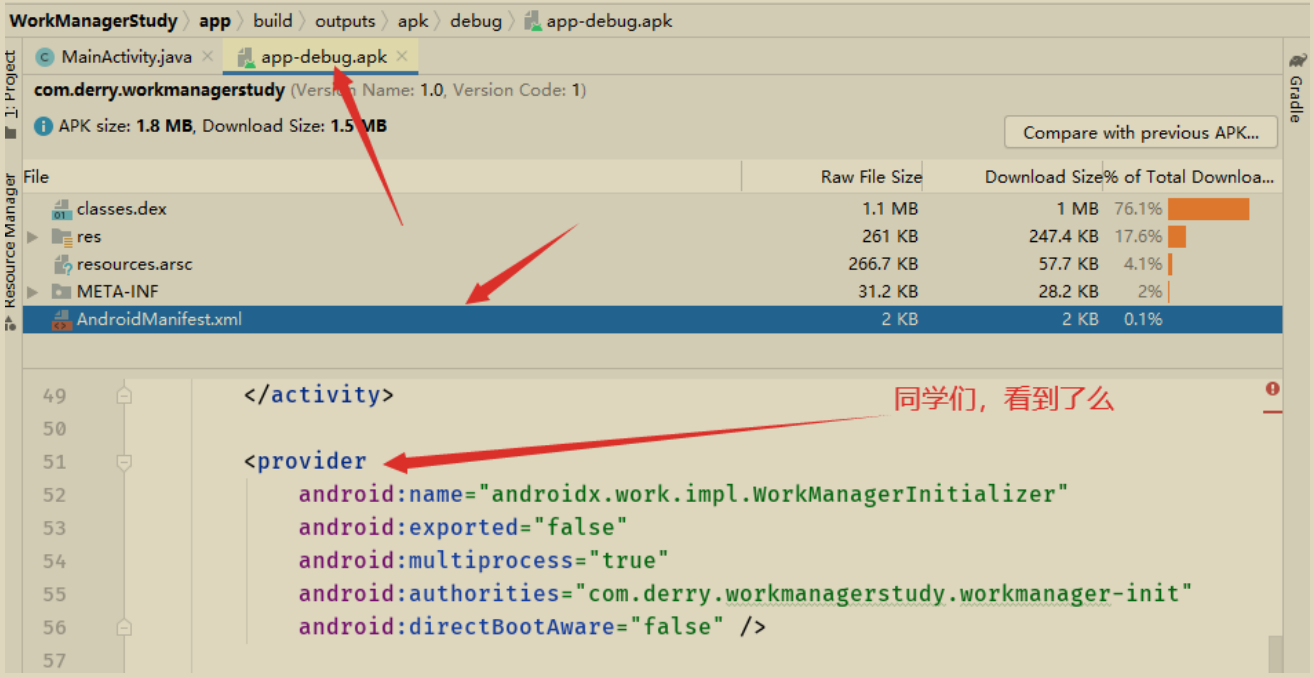 WorkManagerStudy app build outputs apk debug app-debug.apk
MainActivity.java app-debug.apk
1: Project
Resource Manager
Gradle
com.derry.workmanagerstudy (Version Name: 1.0, Version Code: 1)
APK size: 1.8 MB, Download Size: 1.5 MB
Compare with previous APK...
File Raw File Size Download Size % of Total Downloa...
classes.dex 1.1 MB 1 MB 76.1%
res 261 KB 247.4 KB 17.6%
resources.arsc 266.7 KB 57.7 KB 4.1%
META-INF 31.2 KB 28.2 KB 2%
AndroidManifest.xml 2 KB 2 KB 0.1%
49 </activity>
同学们，看到了么
50
51 <provider
52 android:name="androidx.work.impl.WorkManagerInitializer"
53 android:exported="false"
54 android:multiprocess="true"
55 android:authorities="com.derry.workmanagerstudy.workmanager-init"
56 android:directBootAware="false" />
57